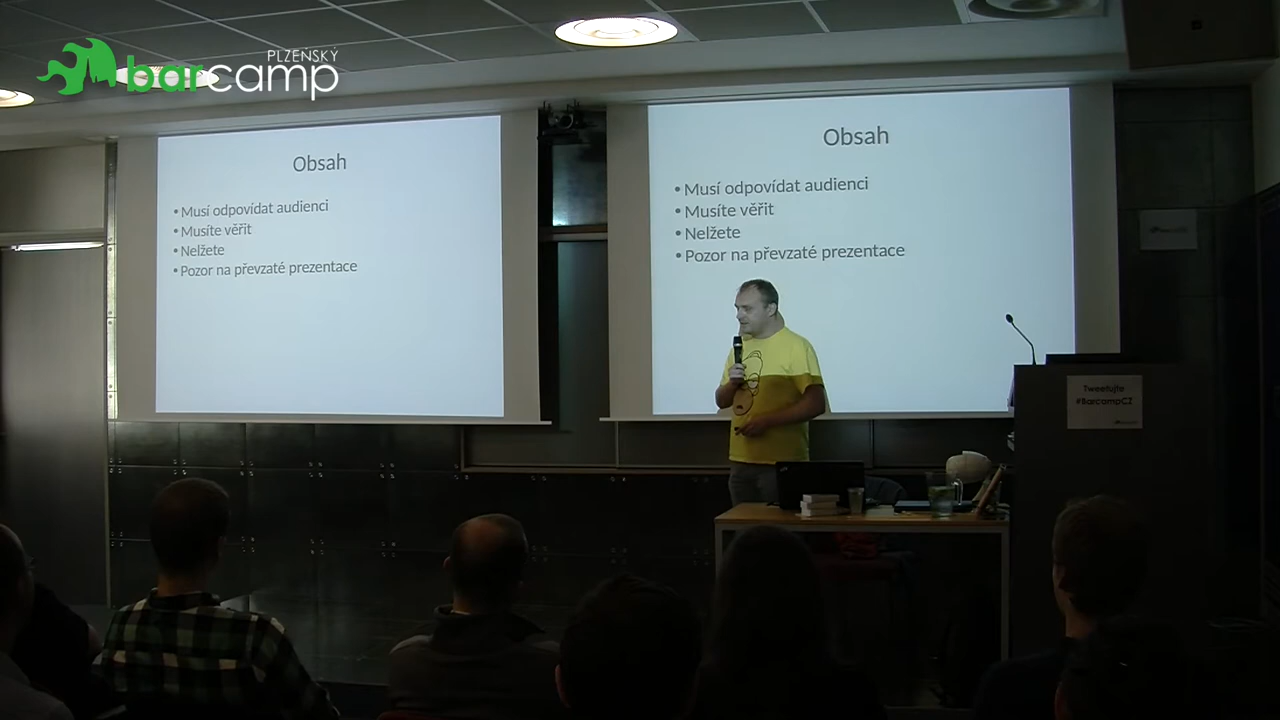 PLZEŇSKÝ
barcamp
Obsah
• Musí odpovídat audienci
• Musíte věřit
• Nelžete
• Pozor na převzaté prezentace
Obsah
• Musí odpovídat audienci
• Musíte věřit
• Nelžete
• Pozor na převzaté prezentace
Tweetujte
#BarcampCZ